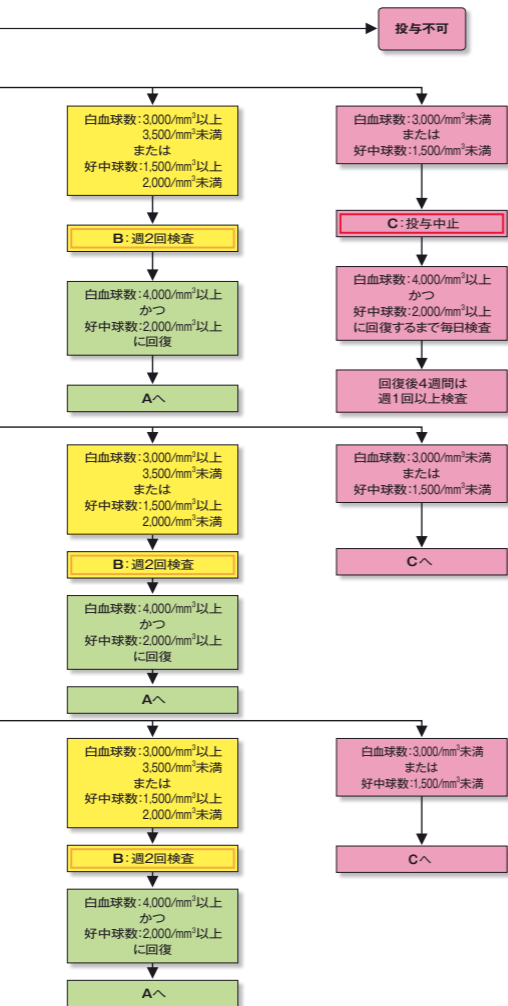 投与不可
白血球数:3,000/mm³以上
3,500/mm³未満
または
好中球数:1,500/mm³以上
2,000/mm³未満
白血球数:3,000/mm³未満
または
好中球数:1,500/mm³未満
B:週2回検査
C:投与中止
白血球数:4,000/mm³以上
かつ
好中球数:2,000/mm³以上
に回復
白血球数:4,000/mm³以上
かつ
好中球数:2,000/mm³以上
に回復するまで毎日検査
Aへ
回復後4週間は
週1回以上検査
白血球数:3,000/mm³以上
3,500/mm³未満
または
好中球数:1,500/mm³以上
2,000/mm³未満
白血球数:3,000/mm³未満
または
好中球数:1,500/mm³未満
B:週2回検査
Cへ
白血球数:4,000/mm³以上
かつ
好中球数:2,000/mm³以上
に回復
Aへ
白血球数:3,000/mm³以上
3,500/mm³未満
または
好中球数:1,500/mm³以上
2,000/mm³未満
白血球数:3,000/mm³未満
または
好中球数:1,500/mm³未満
B:週2回検査
Cへ
白血球数:4,000/mm³以上
かつ
好中球数:2,000/mm³以上
に回復
Aへ